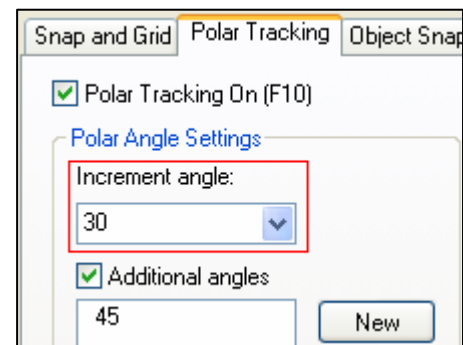 Snap and Grid Polar Tracking Object Snap
Polar Tracking On (F10)
Polar Angle Settings
Increment angle:
30
Additional angles
45 New